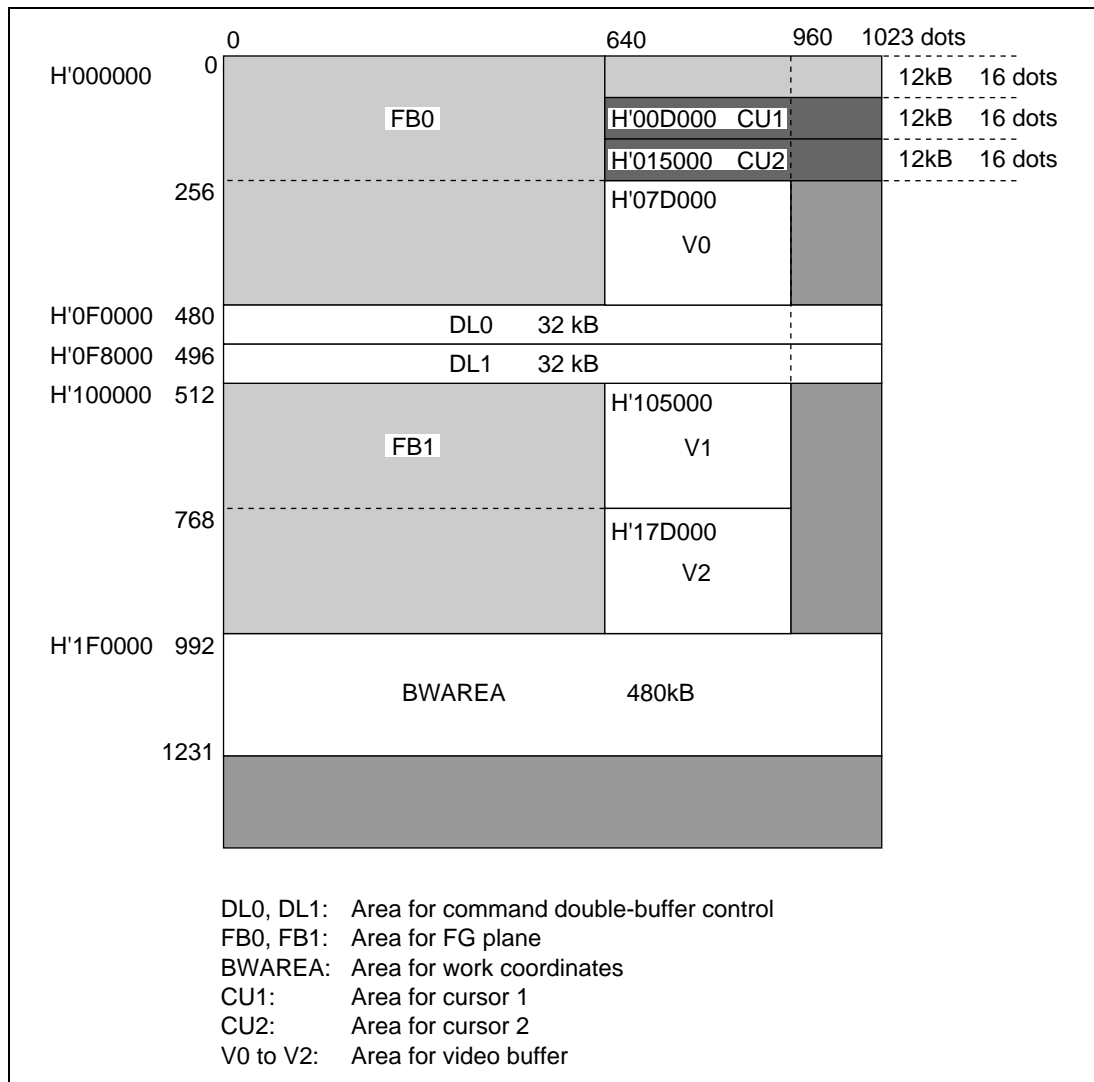 0 640 960 1023 dots
H'000000 0 12kB 16 dots
FB0 H'00D000 CU1 12kB 16 dots
H'015000 CU2 12kB 16 dots
256 H'07D000
V0
H'0F0000 480 DL0 32 kB
H'0F8000 496 DL1 32 kB
H'100000 512 H'105000
FB1 V1
768 H'17D000
V2
H'1F0000 992
BWAREA 480kB
1231
DL0, DL1: Area for command double-buffer control
FB0, FB1: Area for FG plane
BWAREA: Area for work coordinates
CU1: Area for cursor 1
CU2: Area for cursor 2
V0 to V2: Area for video buffer